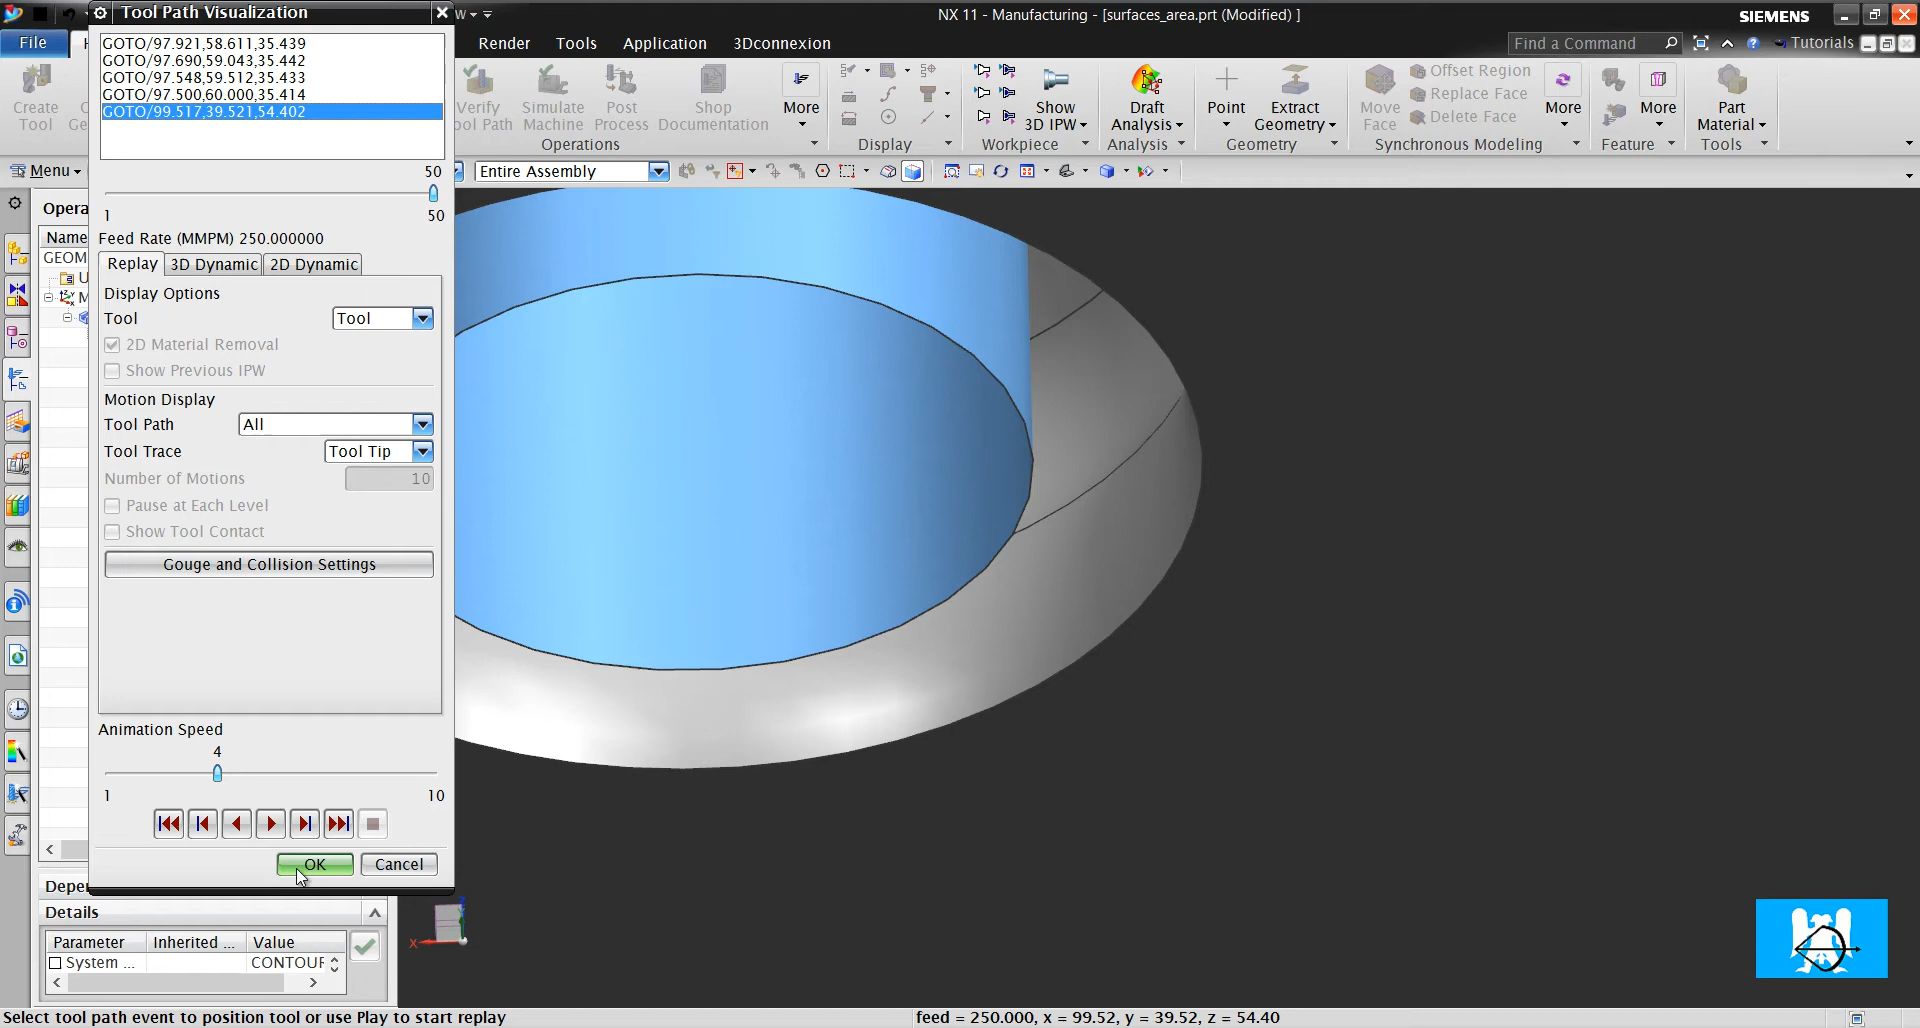 Tool Path Visualization
GOTO/97.921,58.611,35.439
GOTO/97.690,59.043,35.442
GOTO/97.548,59.512,35.433
GOTO/97.500,60.000,35.414
GOTO/99.517,39.521,54.402
50
1 50
Feed Rate (MMPM) 250.000000
Replay 3D Dynamic 2D Dynamic
Display Options
Tool Tool
2D Material Removal
Show Previous IPW
Motion Display
Tool Path All
Tool Trace Tool Tip
Number of Motions 10
Pause at Each Level
Show Tool Contact
Gouge and Collision Settings
Animation Speed
4
1 10
OK Cancel
NX 11 - Manufacturing - [surfaces_area.prt (Modified) ]
SIEMENS
File Render Tools Application 3Dconnexion
Find a Command Tutorials
Create Tool
Verify Tool Path
Simulate Machine
Post Process
Shop Documentation
More
Operations
Display
Show 3D IPW
Workpiece
Draft Analysis
Analysis
Point
Extract Geometry
Geometry
Move Face
Offset Region
Replace Face
Delete Face
More
Synchronous Modeling
More
Feature
Part Material
Tools
Menu
Entire Assembly
Opera
Name
GEOM
Depe
Details
Parameter Inherited ... Value
System ... CONTOUR
X
Select tool path event to position tool or use Play to start replay
feed = 250.000, x = 99.52, y = 39.52, z = 54.40